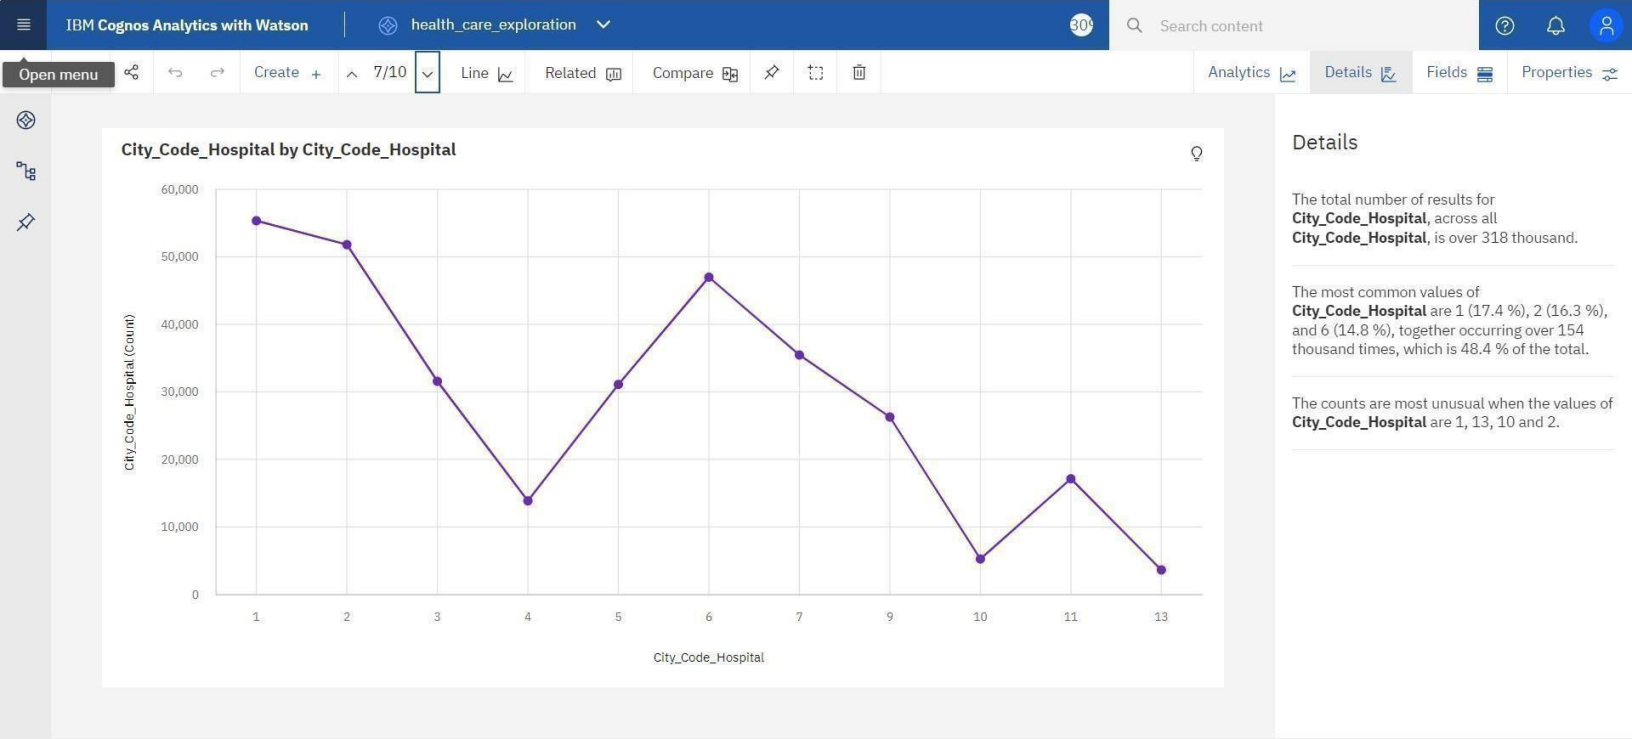 IBM Cognos Analytics with Watson
health_care_exploration
Search content
Open menu
Create +
7/10
Line
Related
Compare
Analytics
Details
Fields
Properties
City_Code_Hospital by City_Code_Hospital
60,000
50,000
40,000
30,000
20,000
10,000
0
City_Code_Hospital (Count)
1 2 3 4 5 6 7 9 10 11 13
City_Code_Hospital
Details
The total number of results for
City_Code_Hospital, across all
City_Code_Hospital, is over 318 thousand.
The most common values of
City_Code_Hospital are 1 (17.4 %), 2 (16.3 %),
and 6 (14.8 %), together occurring over 154
thousand times, which is 48.4 % of the total.
The counts are most unusual when the values of
City_Code_Hospital are 1, 13, 10 and 2.